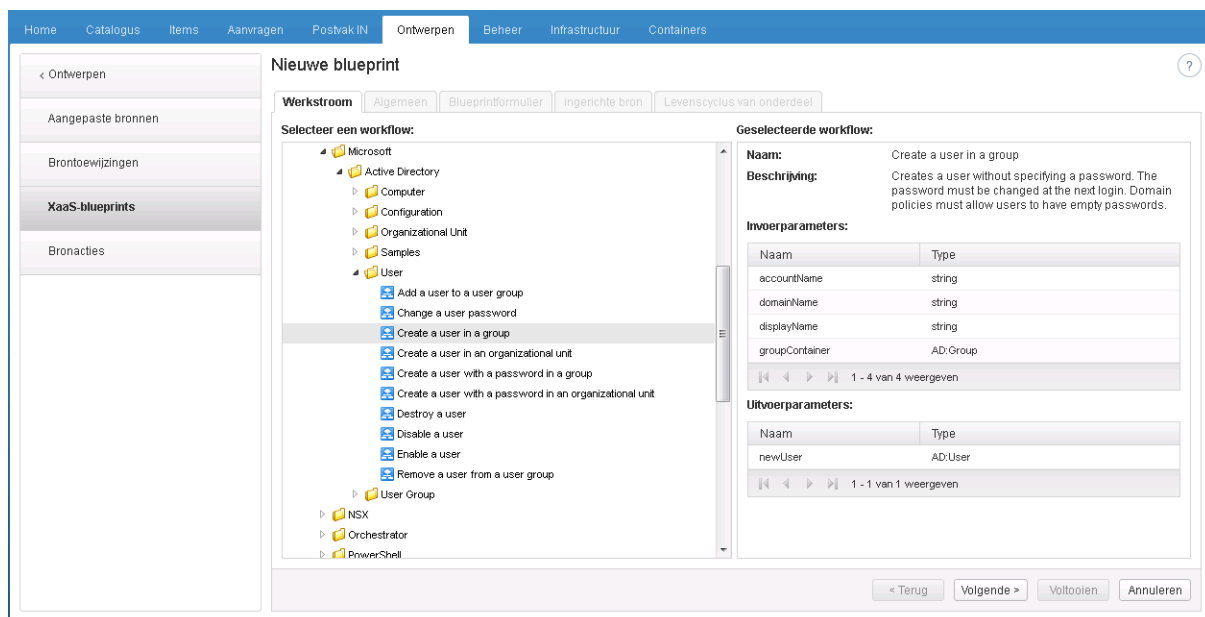 Home Catalogus Items Aanvragen Postvak IN Ontwerpen Beheer Infrastructuur Containers
< Ontwerpen
Aangepaste bronnen
Brontoewijzingen
XaaS-blueprints
Bronacties
Nieuwe blueprint
?
Werkstroom Algemeen Blueprintformulier Ingerichte bron Levenscyclus van onderdeel
Selecteer een workflow:
Microsoft
Active Directory
Computer
Configuration
Organizational Unit
Samples
User
Add a user to a user group
Change a user password
Create a user in a group
Create a user in an organizational unit
Create a user with a password in a group
Create a user with a password in an organizational unit
Destroy a user
Disable a user
Enable a user
Remove a user from a user group
User Group
NSX
Orchestrator
PowerShell
Geselecteerde workflow:
Naam: Create a user in a group
Beschrijving: Creates a user without specifying a password. The
password must be changed at the next login. Domain
policies must allow users to have empty passwords.
Invoerparameters:
Naam Type
accountName string
domainName string
displayName string
groupContainer AD:Group
1 - 4 van 4 weergeven
Uitvoerparameters:
Naam Type
newUser AD:User
1 - 1 van 1 weergeven
< Terug Volgende > Voltooien Annuleren